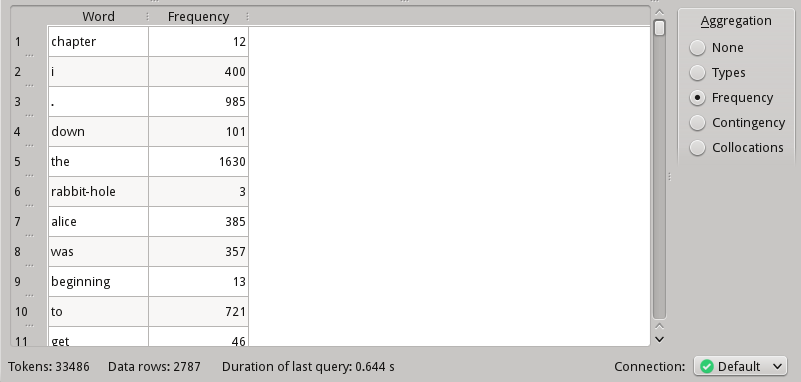 Word Frequency
1 chapter 12
2 i 400
3 . 985
4 down 101
5 the 1630
6 rabbit-hole 3
7 alice 385
8 was 357
9 beginning 13
10 to 721
11 get 46
Aggregation
None
Types
Frequency
Contingency
Collocations
Tokens: 33486 Data rows: 2787 Duration of last query: 0.644 s Connection: Default